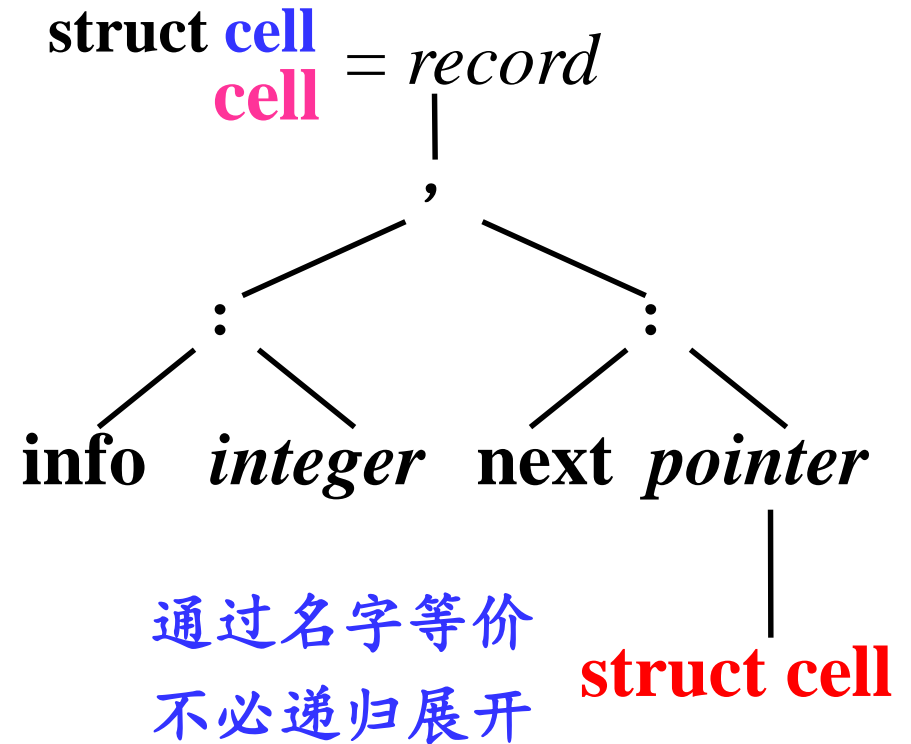 struct cell
cell = record
,
: :
info integer next pointer
通过名字等价
struct cell
不必递归展开